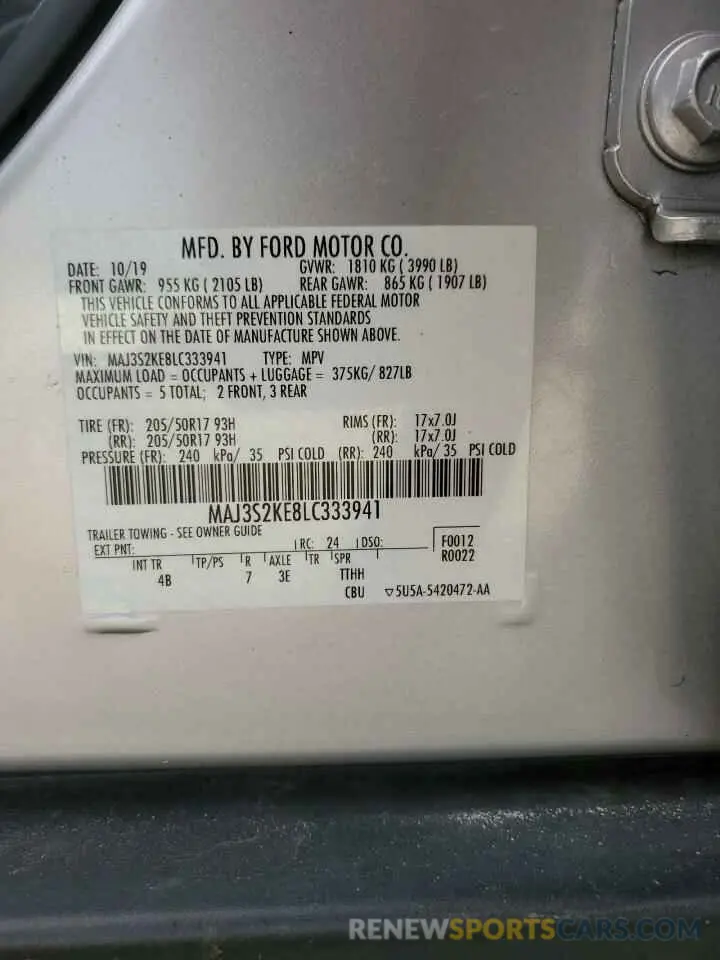 MFD. BY FORD MOTOR CO.
DATE: 10/19 GVWR: 1810 KG ( 3990 LB)
FRONT GAWR: 955 KG ( 2105 LB) REAR GAWR: 865 KG ( 1907 LB)
THIS VEHICLE CONFORMS TO ALL APPLICABLE FEDERAL MOTOR
VEHICLE SAFETY AND THEFT PREVENTION STANDARDS
IN EFFECT ON THE DATE OF MANUFACTURE SHOWN ABOVE.
VIN: MAJ3S2KE8LC333941 TYPE: MPV
MAXIMUM LOAD = OCCUPANTS + LUGGAGE = 375KG/ 827LB
OCCUPANTS = 5 TOTAL; 2 FRONT, 3 REAR
TIRE (FR): 205/50R17 93H RIMS (FR): 17x7.0J
(RR): 205/50R17 93H (RR): 17x7.0J
PRESSURE (FR): 240 kPa/ 35 PSI COLD (RR): 240 kPa/ 35 PSI COLD
MAJ3S2KE8LC333941
TRAILER TOWING - SEE OWNER GUIDE
EXT PNT: RC: 24 DSO: F0012
R0022
INT TR TP/PS R AXLE TR SPR
4B 7 3E TTHH
CBU ▽5U5A-5420472-AA
RENEWSPORTSCARS.COM